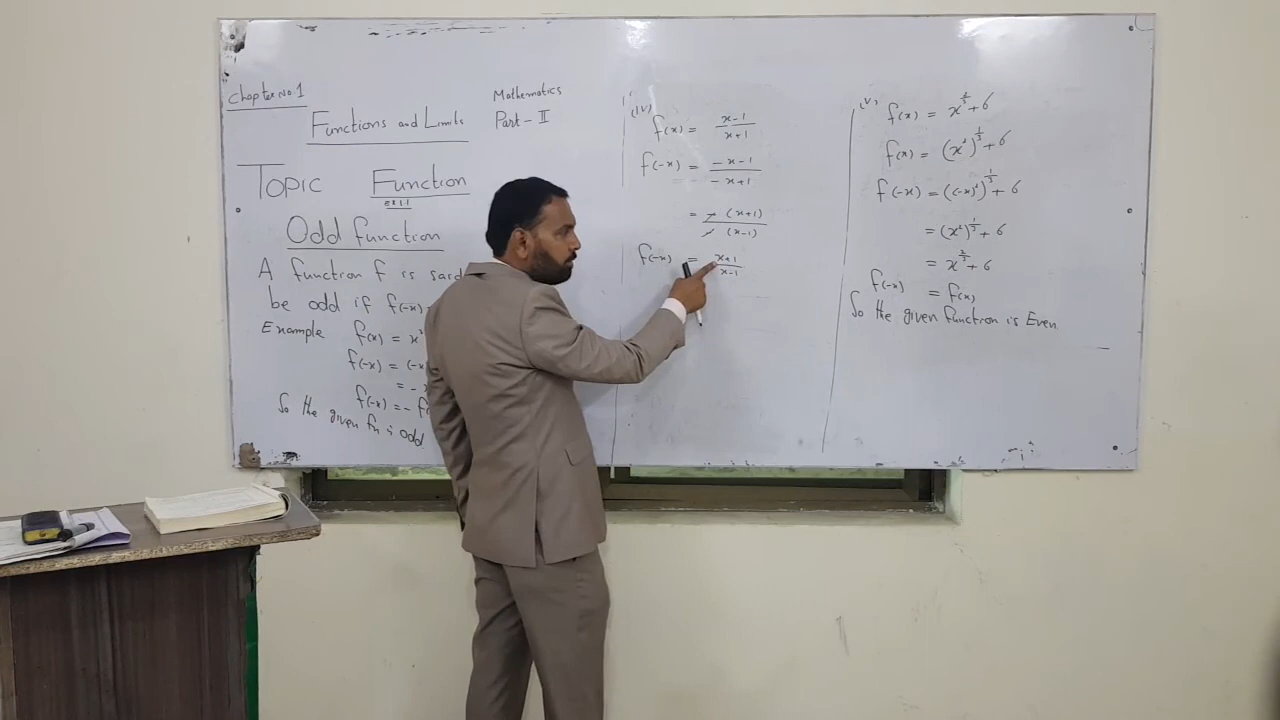 Chapter No. 1
Mathematics
Functions and Limits
Part - II
TOPIC Function
Ex 1.1
Odd function
A function f is said
be odd if f(-x)
Example f(x) = x
f(-x) = (-x
= -x
f(-x) = - f(
So the given fn is odd
(iv)
f(x) = x-1 / x+1
f(-x) = -x-1 / -x+1
= - (x+1) / - (x-1)
f(-x) = x+1 / x-1
(v)
f(x) = x^{2/3} + 6
f(x) = (x²)^{1/3} + 6
f(-x) = ((-x)²)^{1/3} + 6
= (x²)^{1/3} + 6
= x^{2/3} + 6
f(-x) = f(x)
So the given function is Even